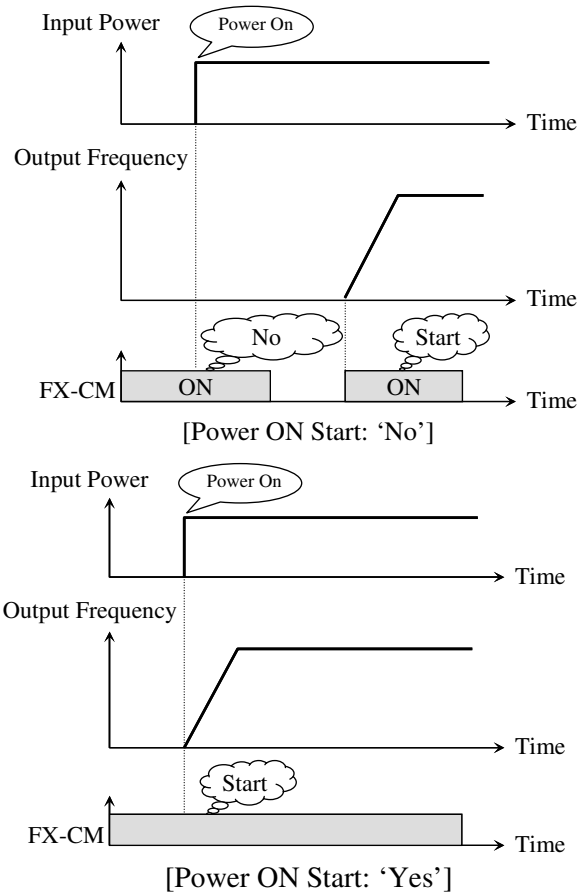 Input Power
Power On
Time
Output Frequency
Time
No
Start
FX-CM
ON
ON
Time
[Power ON Start: ‘No’]
Input Power
Power On
Time
Output Frequency
Time
Start
FX-CM
Time
[Power ON Start: ‘Yes’]